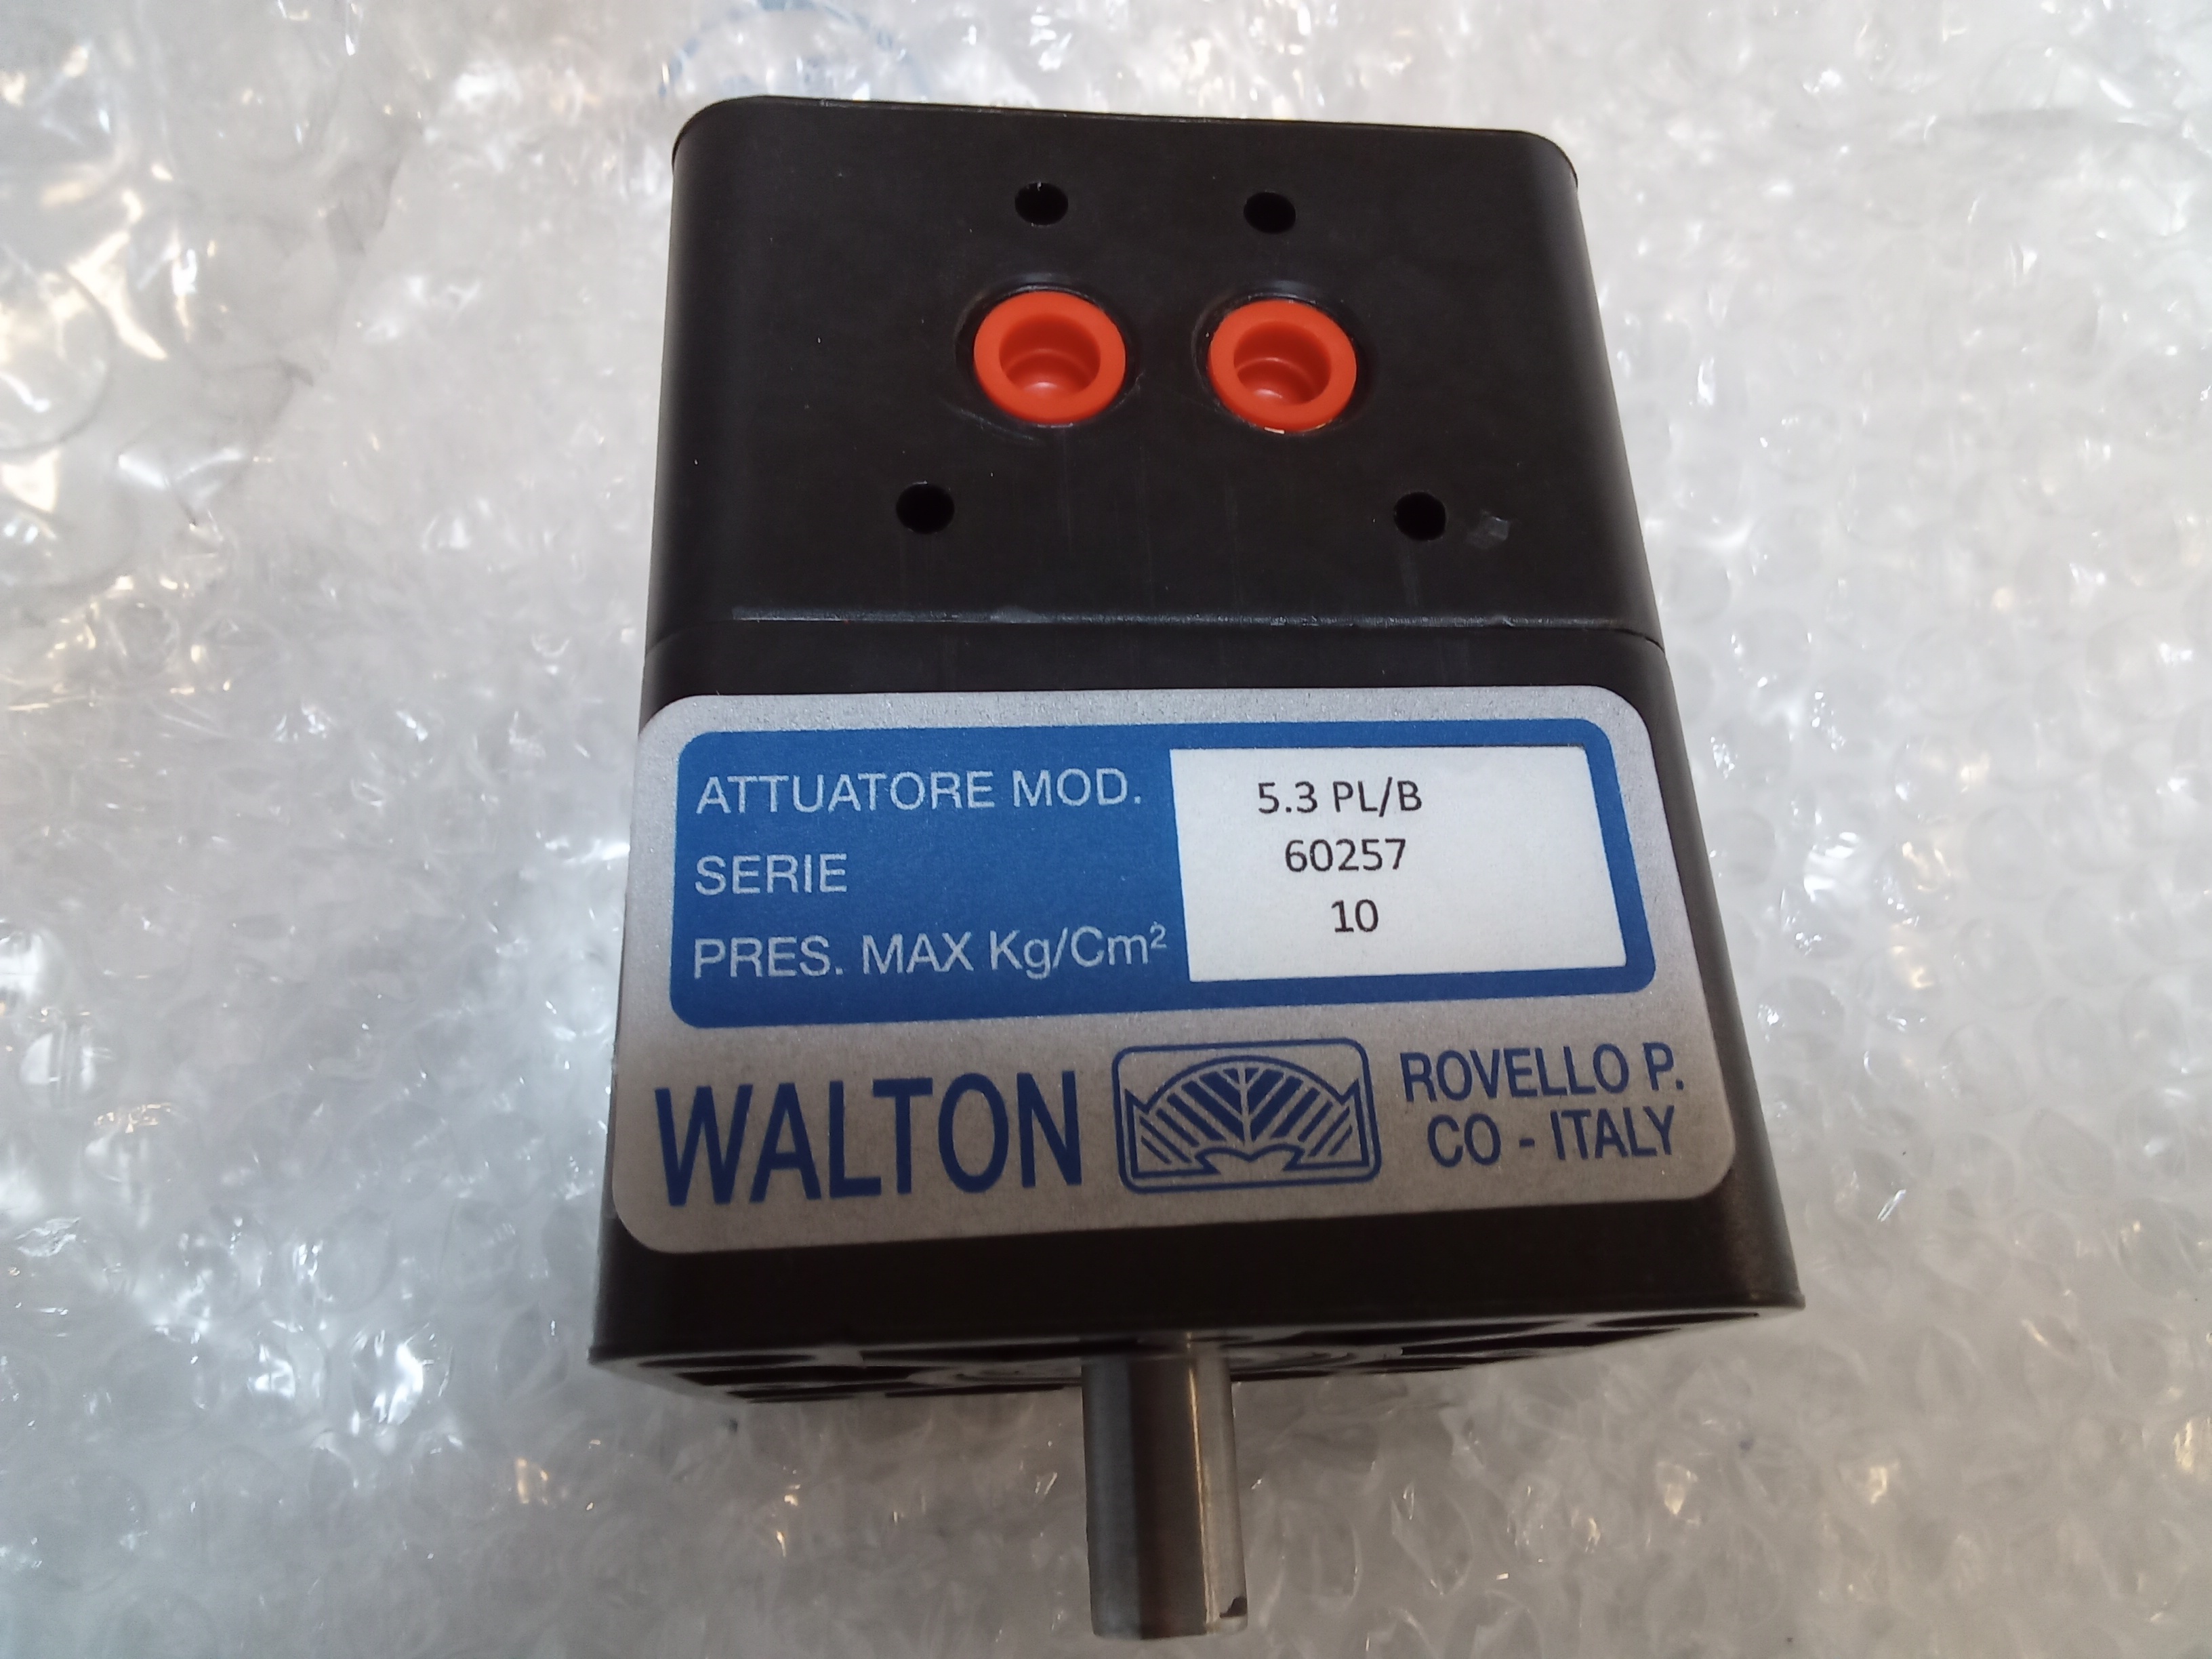 ATTUATORE MOD. 5.3 PL/B
SERIE 60257
PRES. MAX Kg/Cm² 10
WALTON
ROVELLO P.
CO - ITALY